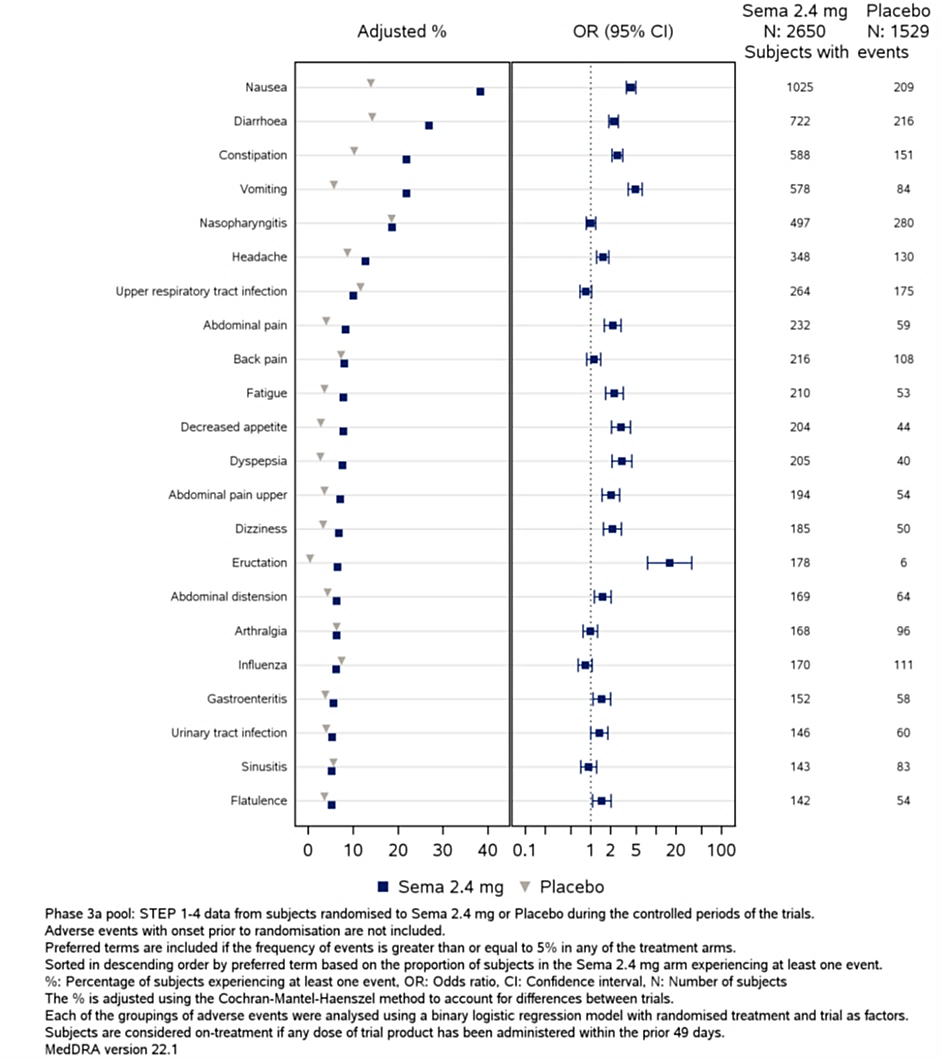 Sema 2.4 mg Placebo
Adjusted % OR (95% CI) N: 2650 N: 1529
Subjects with events
Nausea 1025 209
Diarrhoea 722 216
Constipation 588 151
Vomiting 578 84
Nasopharyngitis 497 280
Headache 348 130
Upper respiratory tract infection 264 175
Abdominal pain 232 59
Back pain 216 108
Fatigue 210 53
Decreased appetite 204 44
Dyspepsia 205 40
Abdominal pain upper 194 54
Dizziness 185 50
Eructation 178 6
Abdominal distension 169 64
Arthralgia 168 96
Influenza 170 111
Gastroenteritis 152 58
Urinary tract infection 146 60
Sinusitis 143 83
Flatulence 142 54
0 10 20 30 40 0.1 1 2 5 20 100
Sema 2.4 mg Placebo
Phase 3a pool: STEP 1-4 data from subjects randomised to Sema 2.4 mg or Placebo during the controlled periods of the trials.
Adverse events with onset prior to randomisation are not included.
Preferred terms are included if the frequency of events is greater than or equal to 5% in any of the treatment arms.
Sorted in descending order by preferred term based on the proportion of subjects in the Sema 2.4 mg arm experiencing at least one event.
%: Percentage of subjects experiencing at least one event, OR: Odds ratio, CI: Confidence interval, N: Number of subjects
The % is adjusted using the Cochran-Mantel-Haenszel method to account for differences between trials.
Each of the groupings of adverse events were analysed using a binary logistic regression model with randomised treatment and trial as factors.
Subjects are considered on-treatment if any dose of trial product has been administered within the prior 49 days.
MedDRA version 22.1